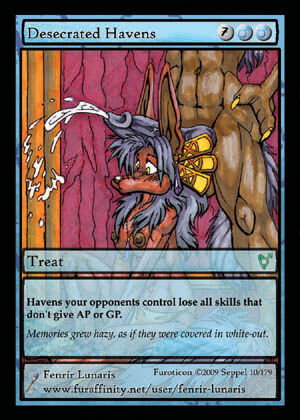 Desecrated Havens 7
Treat
Havens your opponents control lose all skills that
don't give AP or GP.
Memories grew hazy, as if they were covered in white-out.
Fenrir Lunaris Furoticon ©2009 Seppel 10/179
www.furaffinity.net/user/fenrir-lunaris